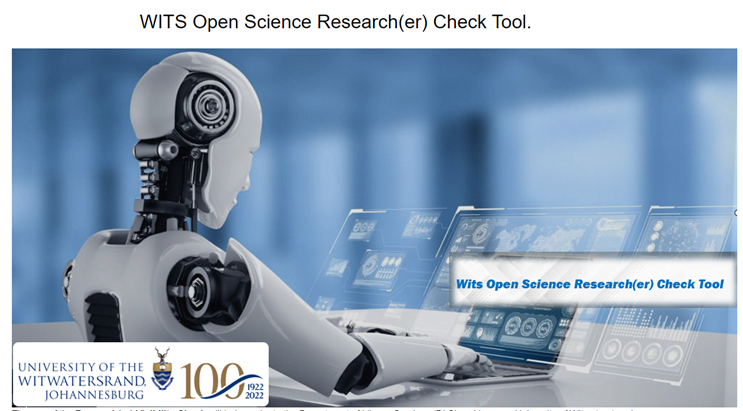 WITS Open Science Research(er) Check Tool.
Wits Open Science Research(er) Check Tool
UNIVERSITY OF THE
WITWATERSRAND,
JOHANNESBURG
100
1922
2022